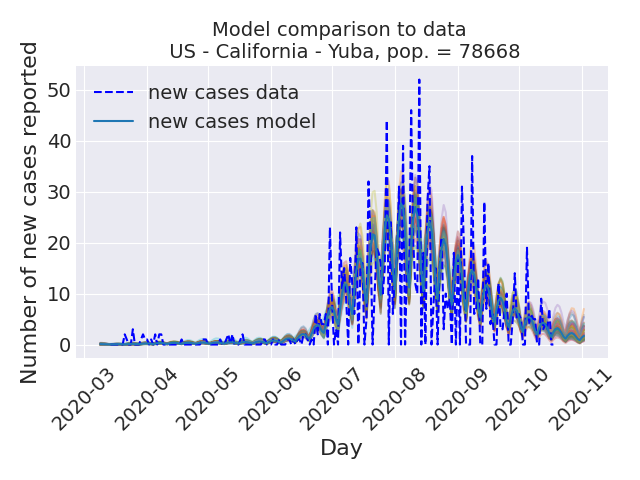 Model comparison to data
US - California - Yuba, pop. = 78668
new cases data
new cases model
Number of new cases reported
50
40
30
20
10
0
2020-03
2020-04
2020-05
2020-06
2020-07
2020-08
2020-09
2020-10
2020-11
Day